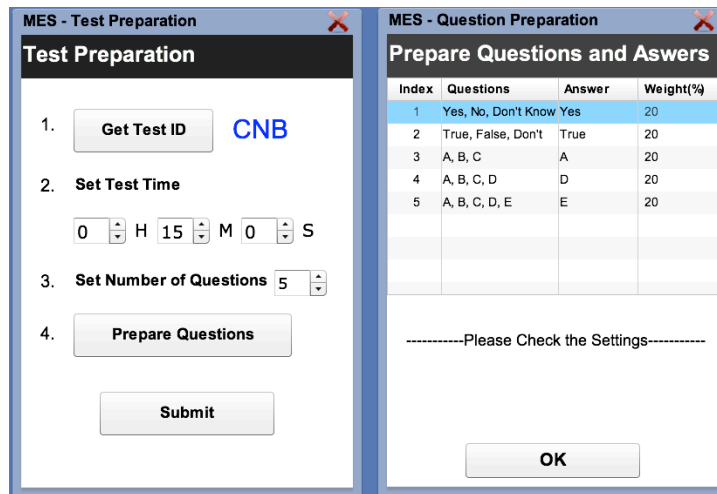 MES - Test Preparation
Test Preparation
1. Get Test ID CNB
2. Set Test Time
0 H 15 M 0 S
3. Set Number of Questions 5
4. Prepare Questions
Submit
MES - Question Preparation
Prepare Questions and Aswers
Index Questions Answer Weight(%)
1 Yes, No, Don't Know Yes 20
2 True, False, Don't True 20
3 A, B, C A 20
4 A, B, C, D D 20
5 A, B, C, D, E E 20
-----------Please Check the Settings-----------
OK